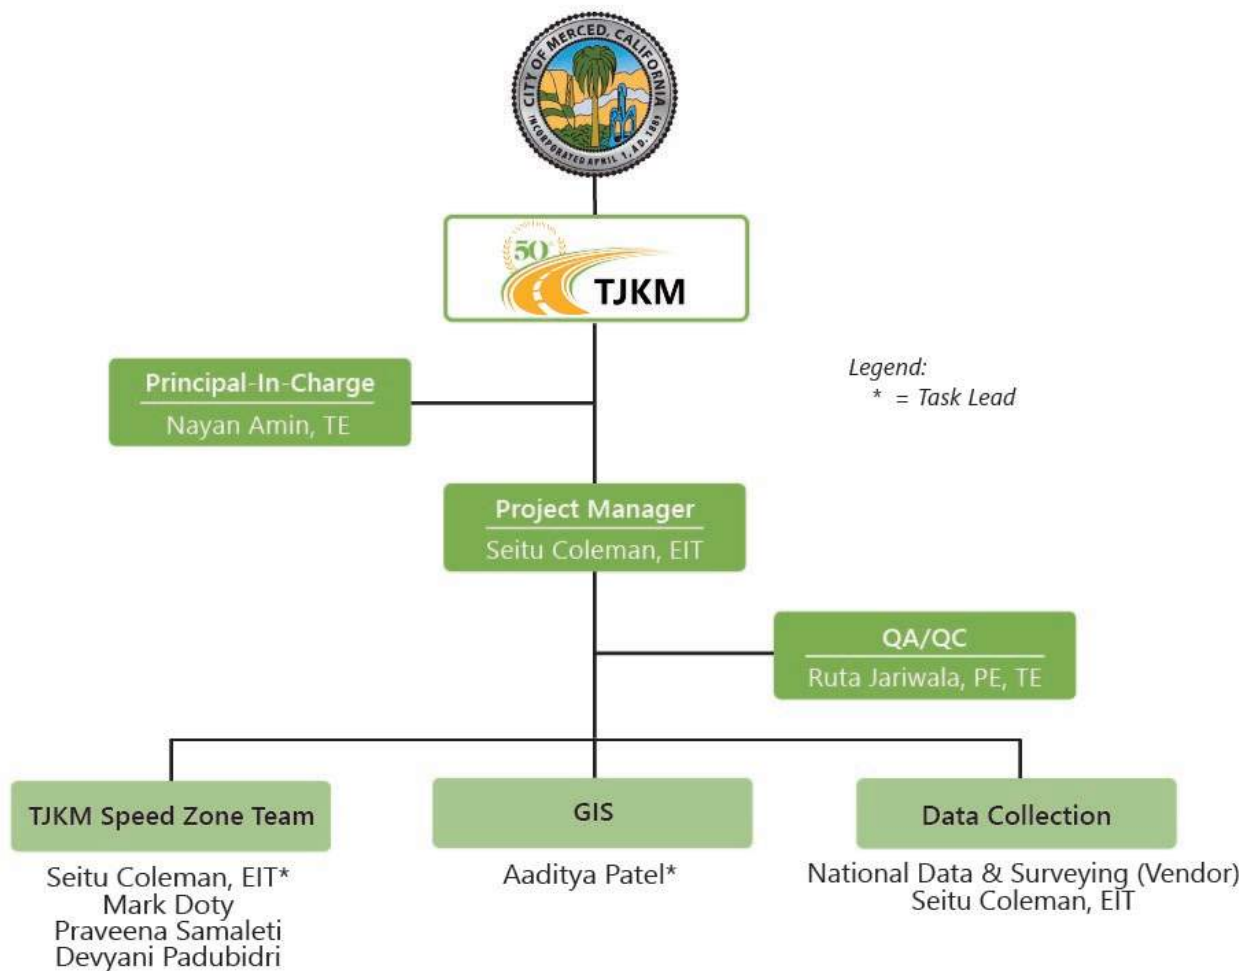 CITY OF MERCED, CALIFORNIA
INCORPORATED APRIL 1, A.D. 1889
50
TJKM
Principal-In-Charge
Nayan Amin, TE
Legend:
* = Task Lead
Project Manager
Seitu Coleman, EIT
QA/QC
Ruta Jariwala, PE, TE
TJKM Speed Zone Team
Seitu Coleman, EIT*
Mark Doty
Praveena Samaleti
Devyani Padubidri
GIS
Aaditya Patel*
Data Collection
National Data & Surveying (Vendor)
Seitu Coleman, EIT